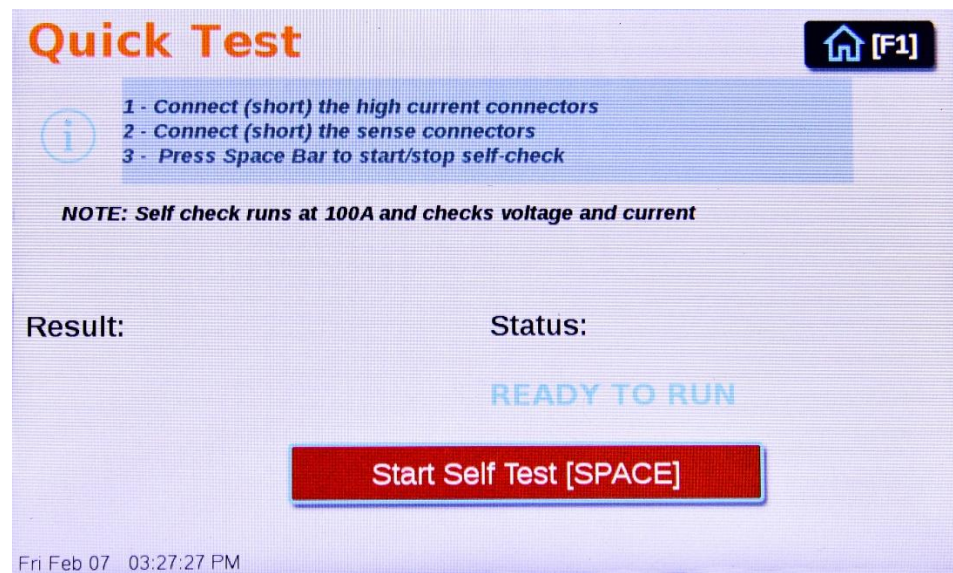 Quick Test
[F1]
1 - Connect (short) the high current connectors
2 - Connect (short) the sense connectors
3 - Press Space Bar to start/stop self-check
NOTE: Self check runs at 100A and checks voltage and current
Result:
Status:
READY TO RUN
Start Self Test [SPACE]
Fri Feb 07 03:27:27 PM